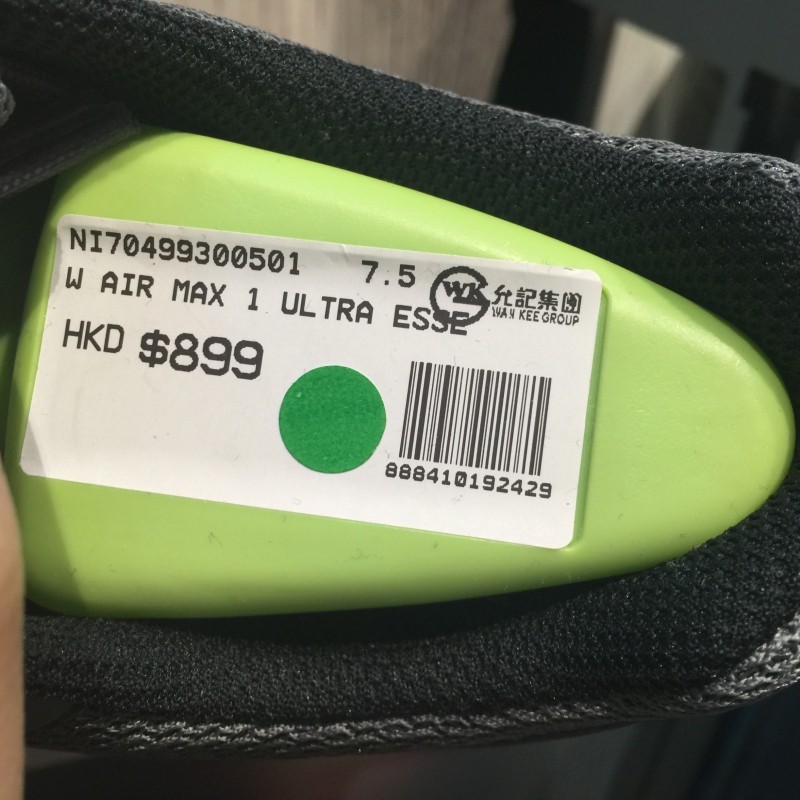 NI70499300501 7.5
W AIR MAX 1 ULTRA ESSE
WK 允記集團
WAN KEE GROUP
HKD $899
888410192429